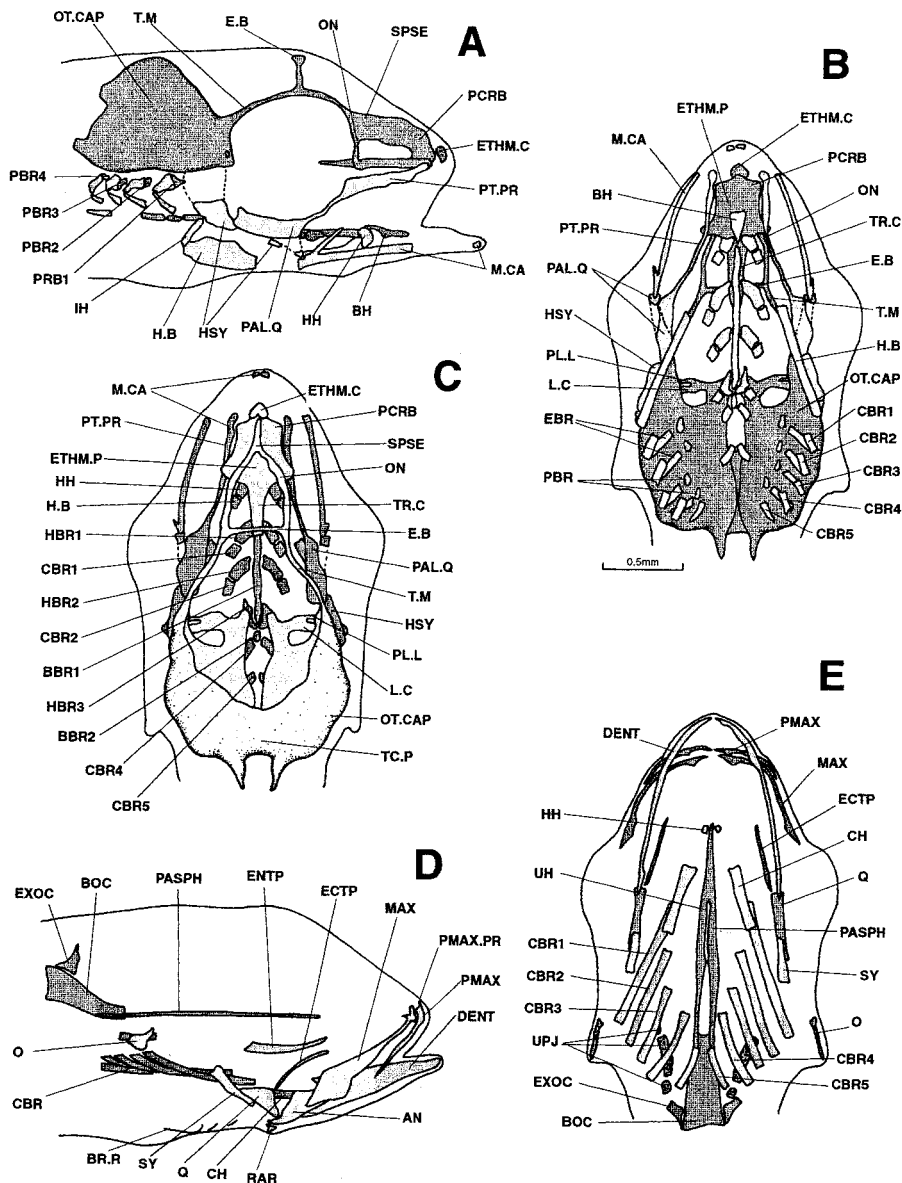 A
OT.CAP
T.M
E.B
ON
SPSE
PCRB
ETHM.C
PT.PR
M.CA
BH
HH
PAL.Q
HSY
H.B
IH
PRB1
PBR2
PBR3
PBR4
B
ETHM.P
ETHM.C
M.CA
PCRB
BH
ON
PT.PR
TR.C
PAL.Q
E.B
HSY
T.M
PL.L
H.B
L.C
OT.CAP
EBR
CBR1
CBR2
PBR
CBR3
CBR4
CBR5
0.5mm
C
M.CA
ETHM.C
PT.PR
PCRB
ETHM.P
SPSE
HH
ON
H.B
TR.C
HBR1
E.B
CBR1
PAL.Q
HBR2
T.M
CBR2
HSY
BBR1
PL.L
HBR3
L.C
BBR2
OT.CAP
CBR4
TC.P
CBR5
D
EXOC
BOC
PASPH
ENTP
ECTP
MAX
PMAX.PR
PMAX
DENT
O
CBR
AN
BR.R
SY
Q
CH
RAR
E
DENT
PMAX
MAX
HH
ECTP
CH
UH
Q
CBR1
PASPH
CBR2
SY
CBR3
O
UPJ
CBR4
EXOC
CBR5
BOC